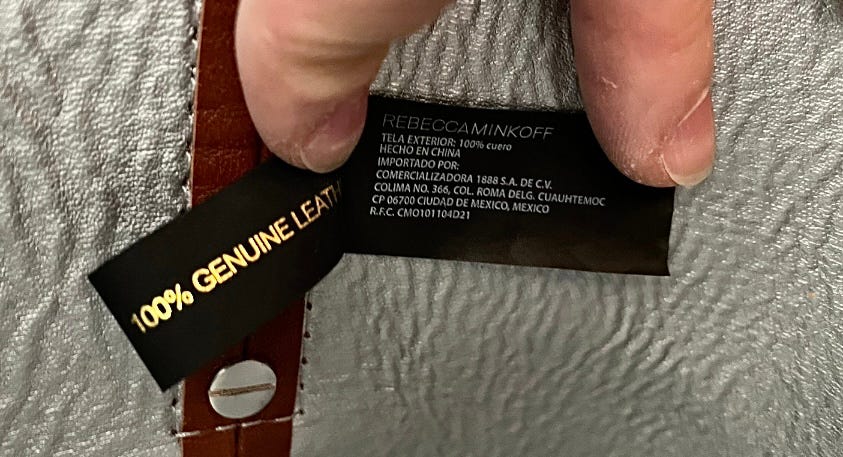 100% GENUINE LEATH
REBECCAMINKOFF
TELA EXTERIOR: 100% cuero
HECHO EN CHINA
IMPORTADO POR:
COMERCIALIZADORA 1888 S.A. DE C.V.
COLIMA NO. 366, COL. ROMA DELG. CUAUHTEMOC
CP 06700 CIUDAD DE MEXICO, MEXICO
R.F.C. CMO101104D21